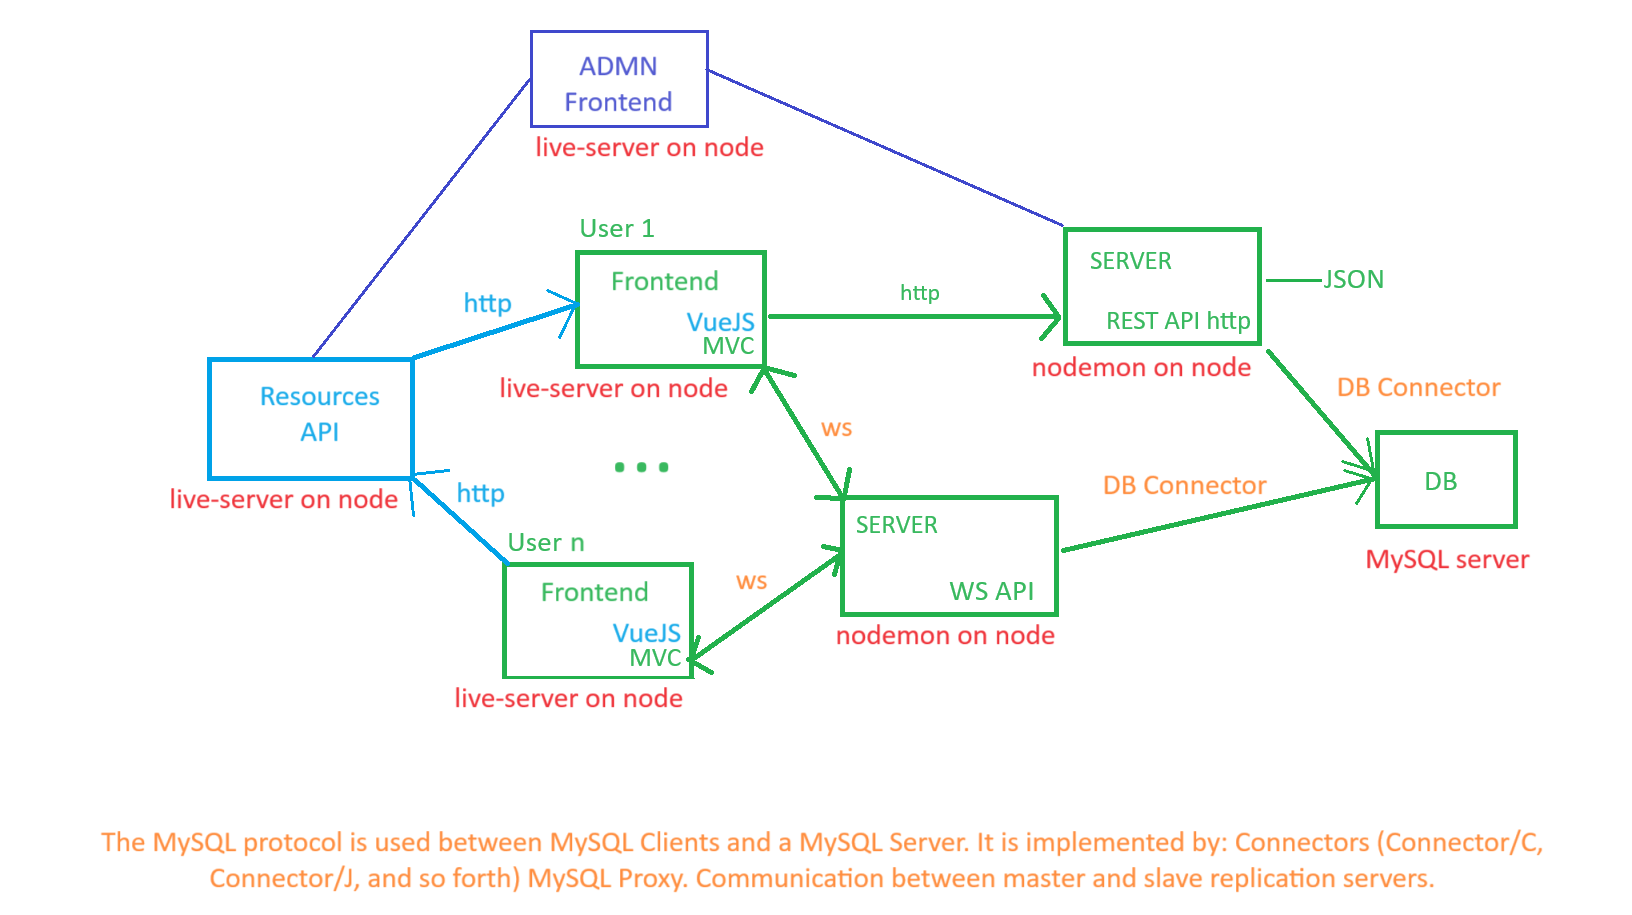 ADMN
Frontend
live-server on node
User 1
Frontend
VueJS
MVC
live-server on node
http
http
SERVER
REST API http
JSON
nodemon on node
Resources
API
live-server on node
http
ws
...
DB Connector
DB Connector
DB
MySQL server
SERVER
WS API
nodemon on node
User n
Frontend
VueJS
MVC
live-server on node
ws
The MySQL protocol is used between MySQL Clients and a MySQL Server. It is implemented by: Connectors (Connector/C,
Connector/J, and so forth) MySQL Proxy. Communication between master and slave replication servers.